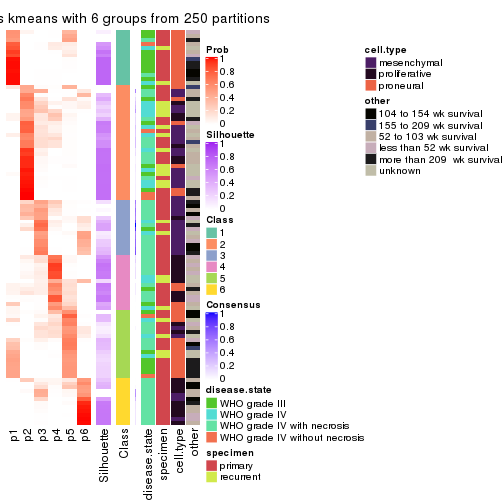 s kmeans with 6 groups from 250 partitions
Prob
1
0.8
0.6
0.4
0.2
0
Silhouette
1
0.8
0.6
0.4
0.2
0
Class
1
2
3
4
5
6
Consensus
1
0.8
0.6
0.4
0.2
0
disease.state
WHO grade III
WHO grade IV
WHO grade IV with necrosis
WHO grade IV without necrosis
specimen
primary
recurrent
cell.type
mesenchymal
proliferative
proneural
other
104 to 154 wk survival
155 to 209 wk survival
52 to 103 wk survival
less than 52 wk survival
more than 209 wk survival
unknown
p1
p2
p3
p4
p5
p6
Silhouette
Class
disease.state
specimen
cell.type
other